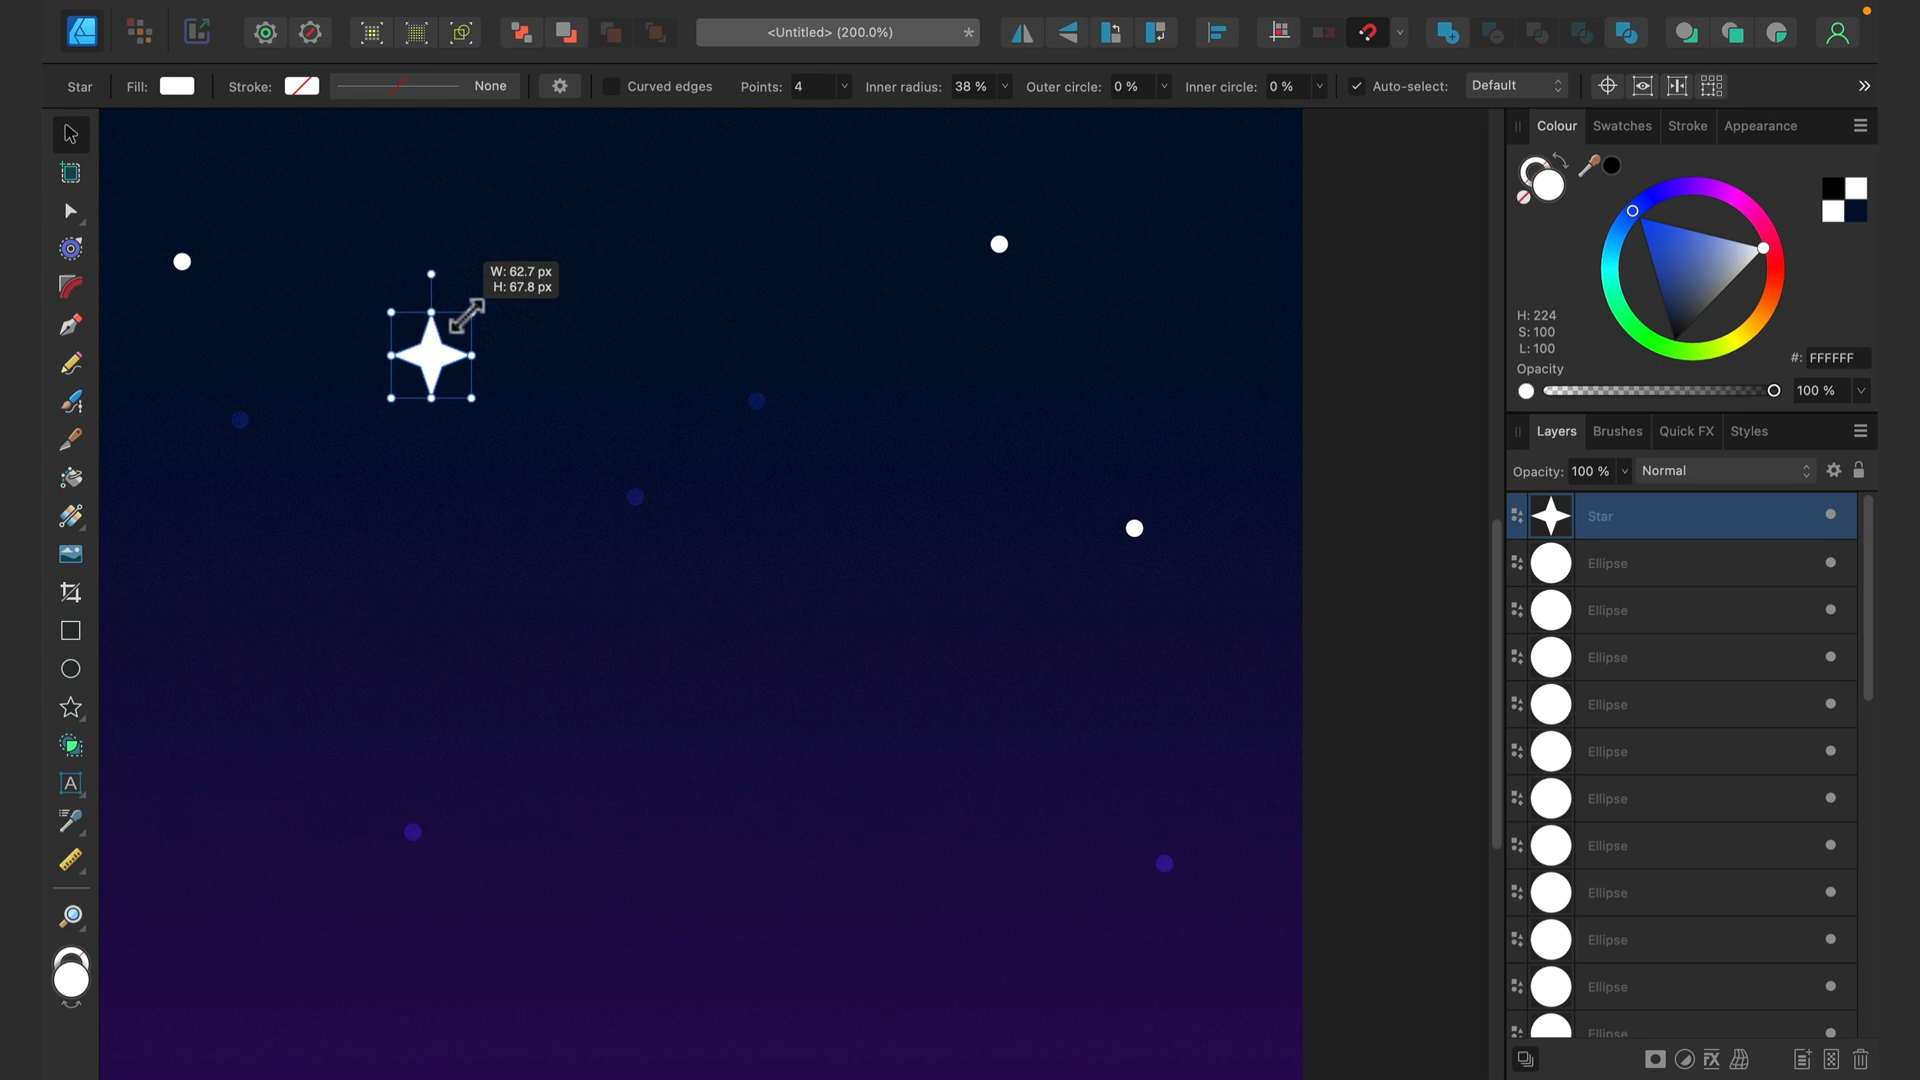 <Untitled> (200.0%)
*
Star
Fill:
Stroke:
None
Curved edges
Points: 4
Inner radius: 38 %
Outer circle: 0 %
Inner circle: 0 %
Auto-select:
Default
W: 62.7 px
H: 67.8 px
A
Colour
Swatches
Stroke
Appearance
H: 224
S: 100
L: 100
#: FFFFFF
Opacity
100 %
Layers
Brushes
Quick FX
Styles
Opacity: 100 %
Normal
Star
Ellipse
Ellipse
Ellipse
Ellipse
Ellipse
Ellipse
Ellipse
Ellipse
Ellipse
Ellipse
Ellipse
FX